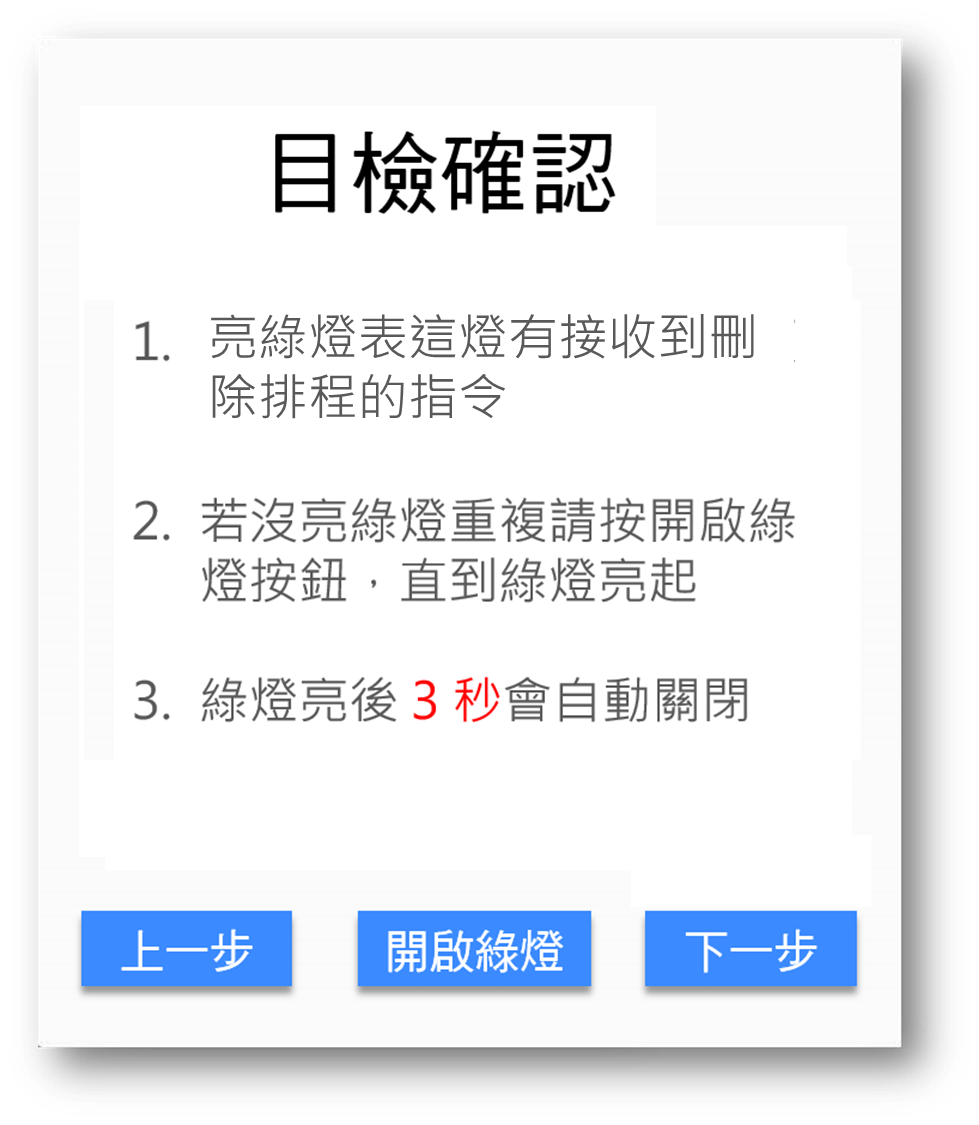 目檢確認
1. 亮綠燈表這燈有接收到刪
除排程的指令
2. 若沒亮綠燈重複請按開啟綠
燈按鈕，直到綠燈亮起
3. 綠燈亮後 3 秒會自動關閉
上一步 開啟綠燈 下一步